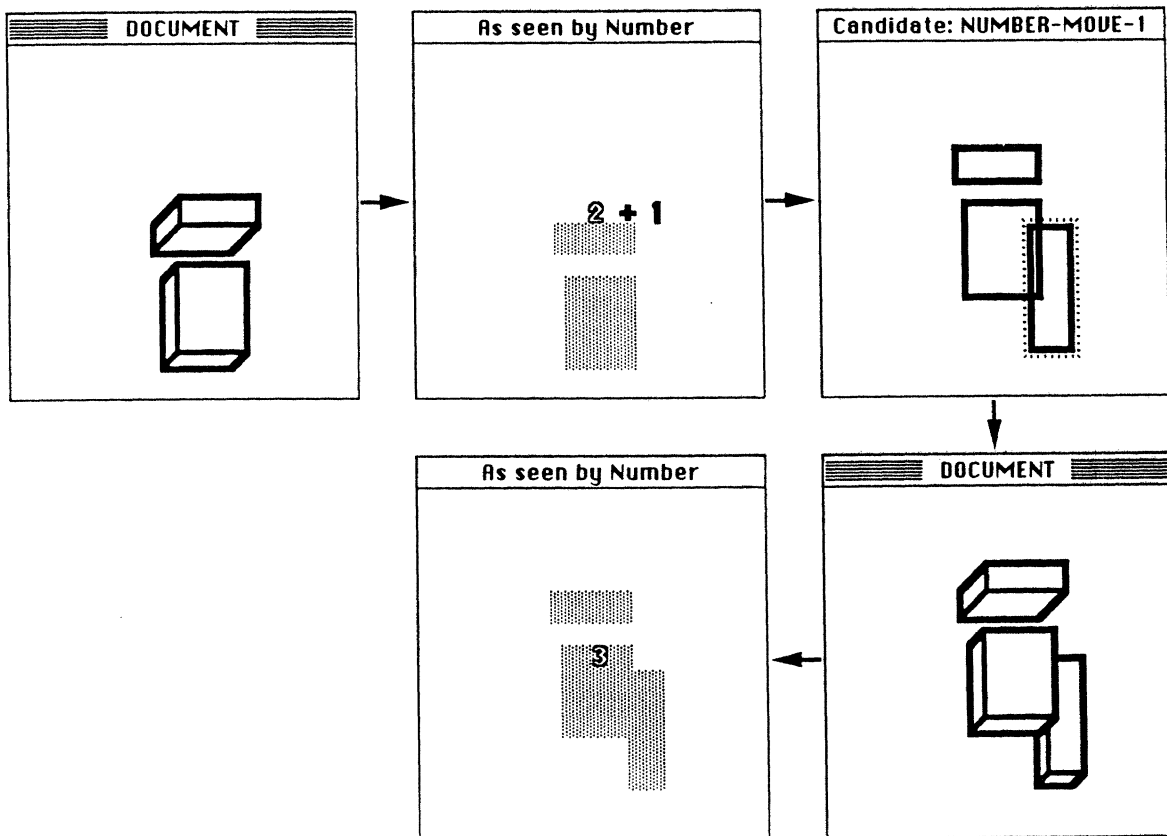 DOCUMENT
As seen by Number
Candidate: NUMBER-MOVE-1
2 + 1
As seen by Number
DOCUMENT
3